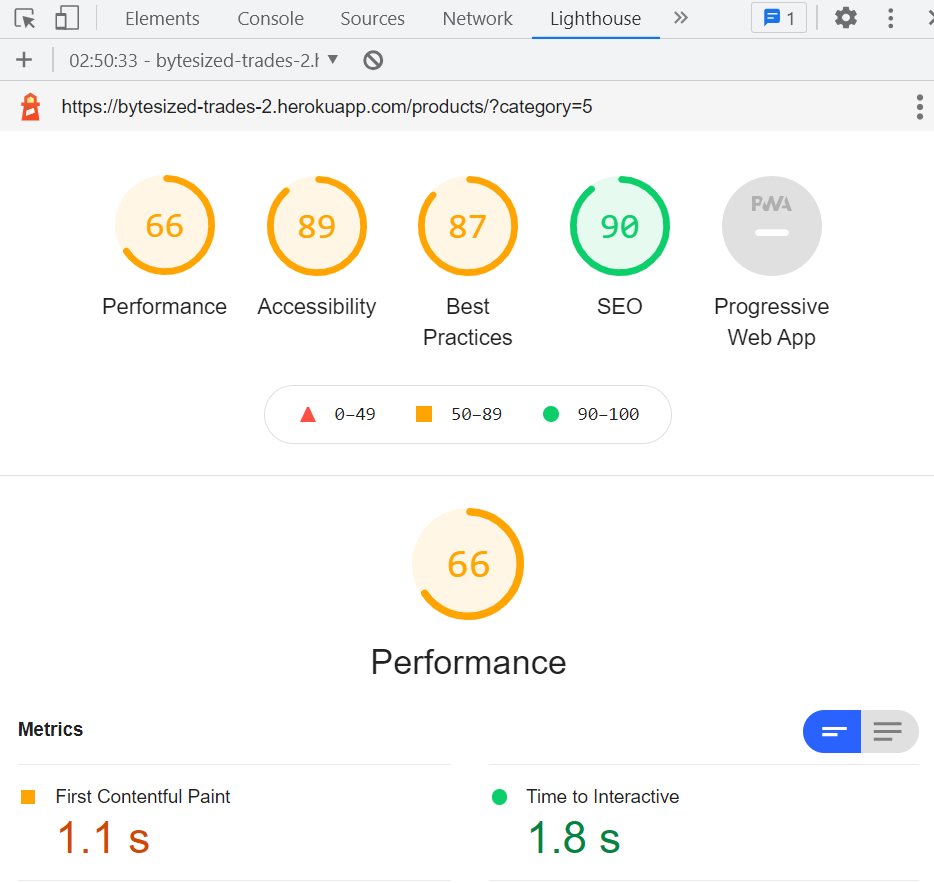 Elements Console Sources Network Lighthouse » 1
+ 02:50:33 - bytesized-trades-2.h ▼
https://bytesized-trades-2.herokuapp.com/products/?category=5
66 89 87 90 PWA
Performance Accessibility Best Practices SEO Progressive Web App
0–49 50–89 90–100
66
Performance
Metrics
First Contentful Paint Time to Interactive
1.1 s 1.8 s